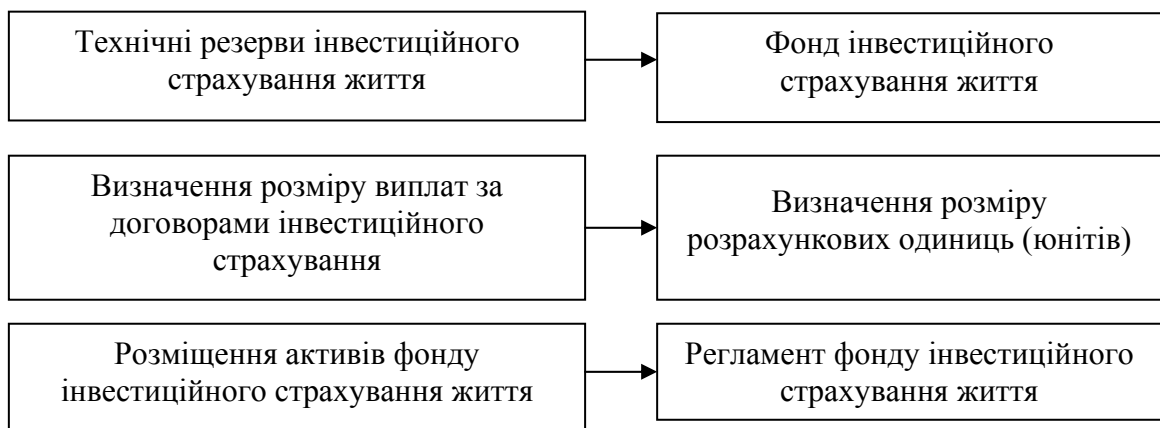 Технічні резерви інвестиційного
страхування життя
Фонд інвестиційного
страхування життя
Визначення розміру виплат за
договорами інвестиційного
страхування
Визначення розміру
розрахункових одиниць (юнітів)
Розміщення активів фонду
інвестиційного страхування життя
Регламент фонду інвестиційного
страхування життя